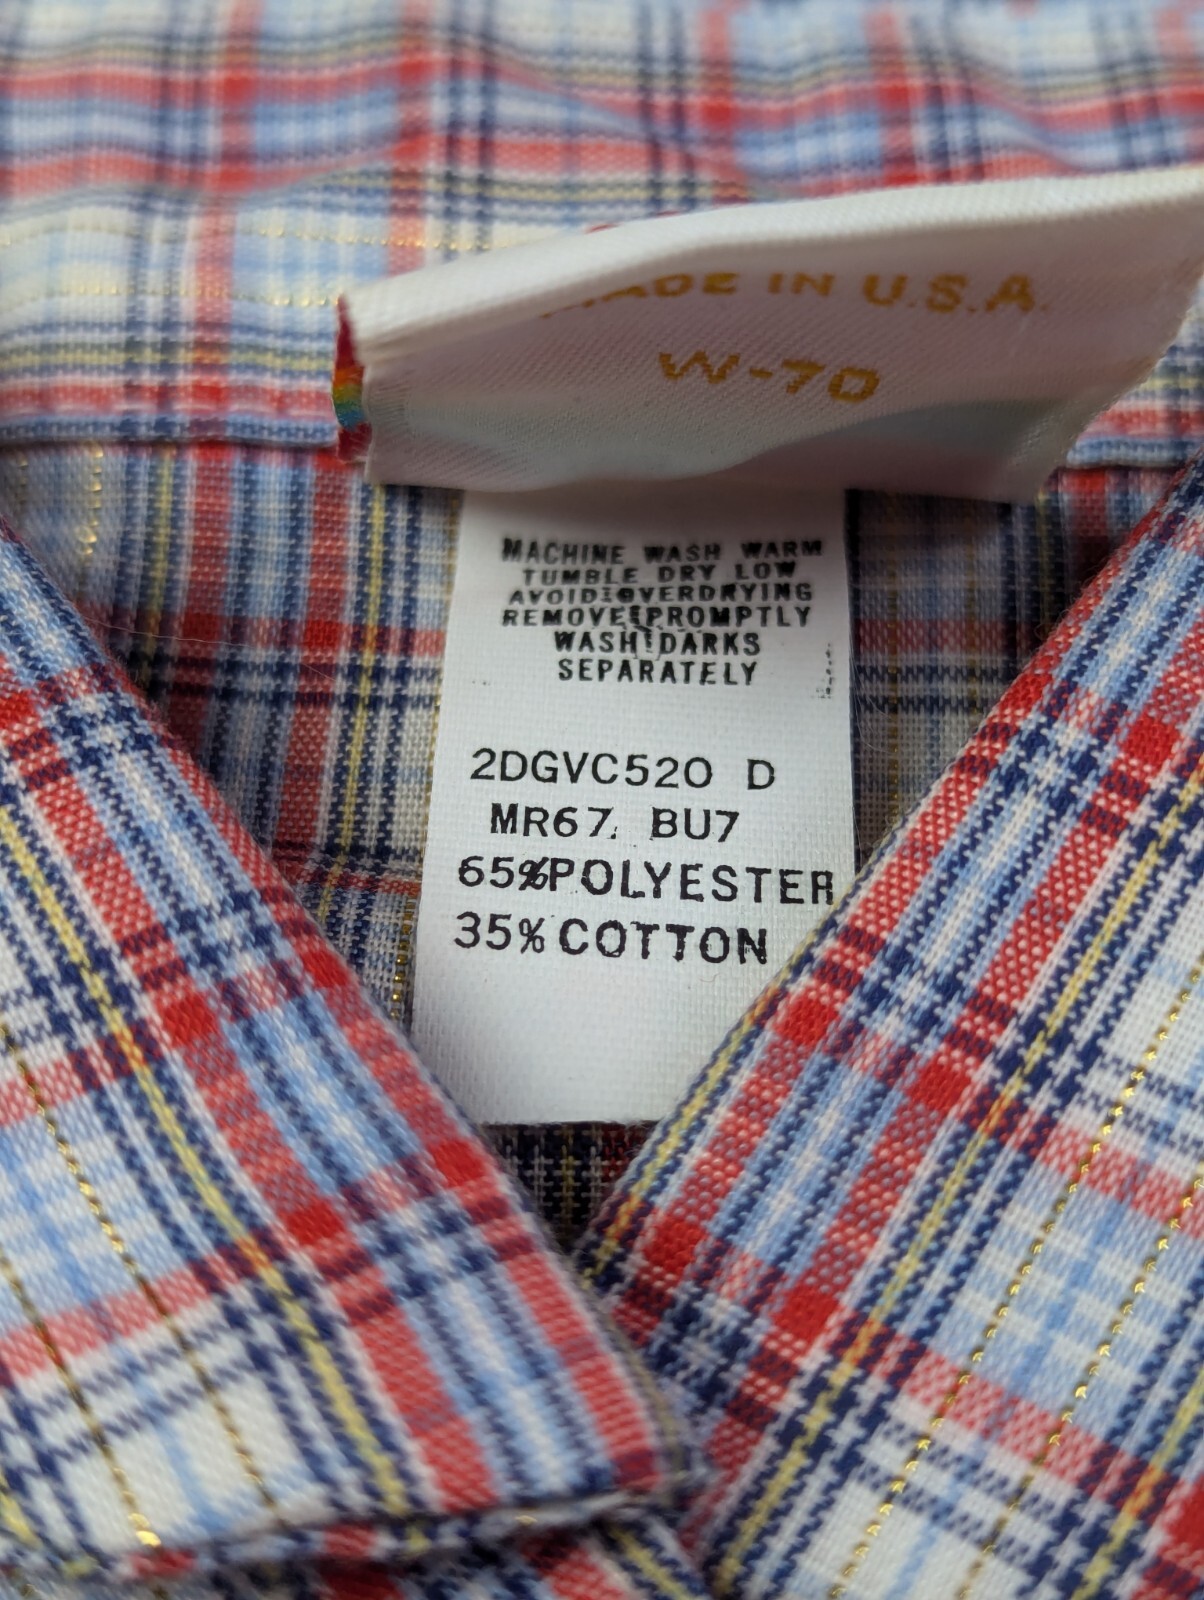 MADE IN U.S.A.
W-70
MACHINE WASH WARM
TUMBLE DRY LOW
AVOID OVERDRYING
REMOVE PROMPTLY
WASH DARKS
SEPARATELY
2DGVC520 D
MR67. BU7
65%POLYESTER
35%COTTON